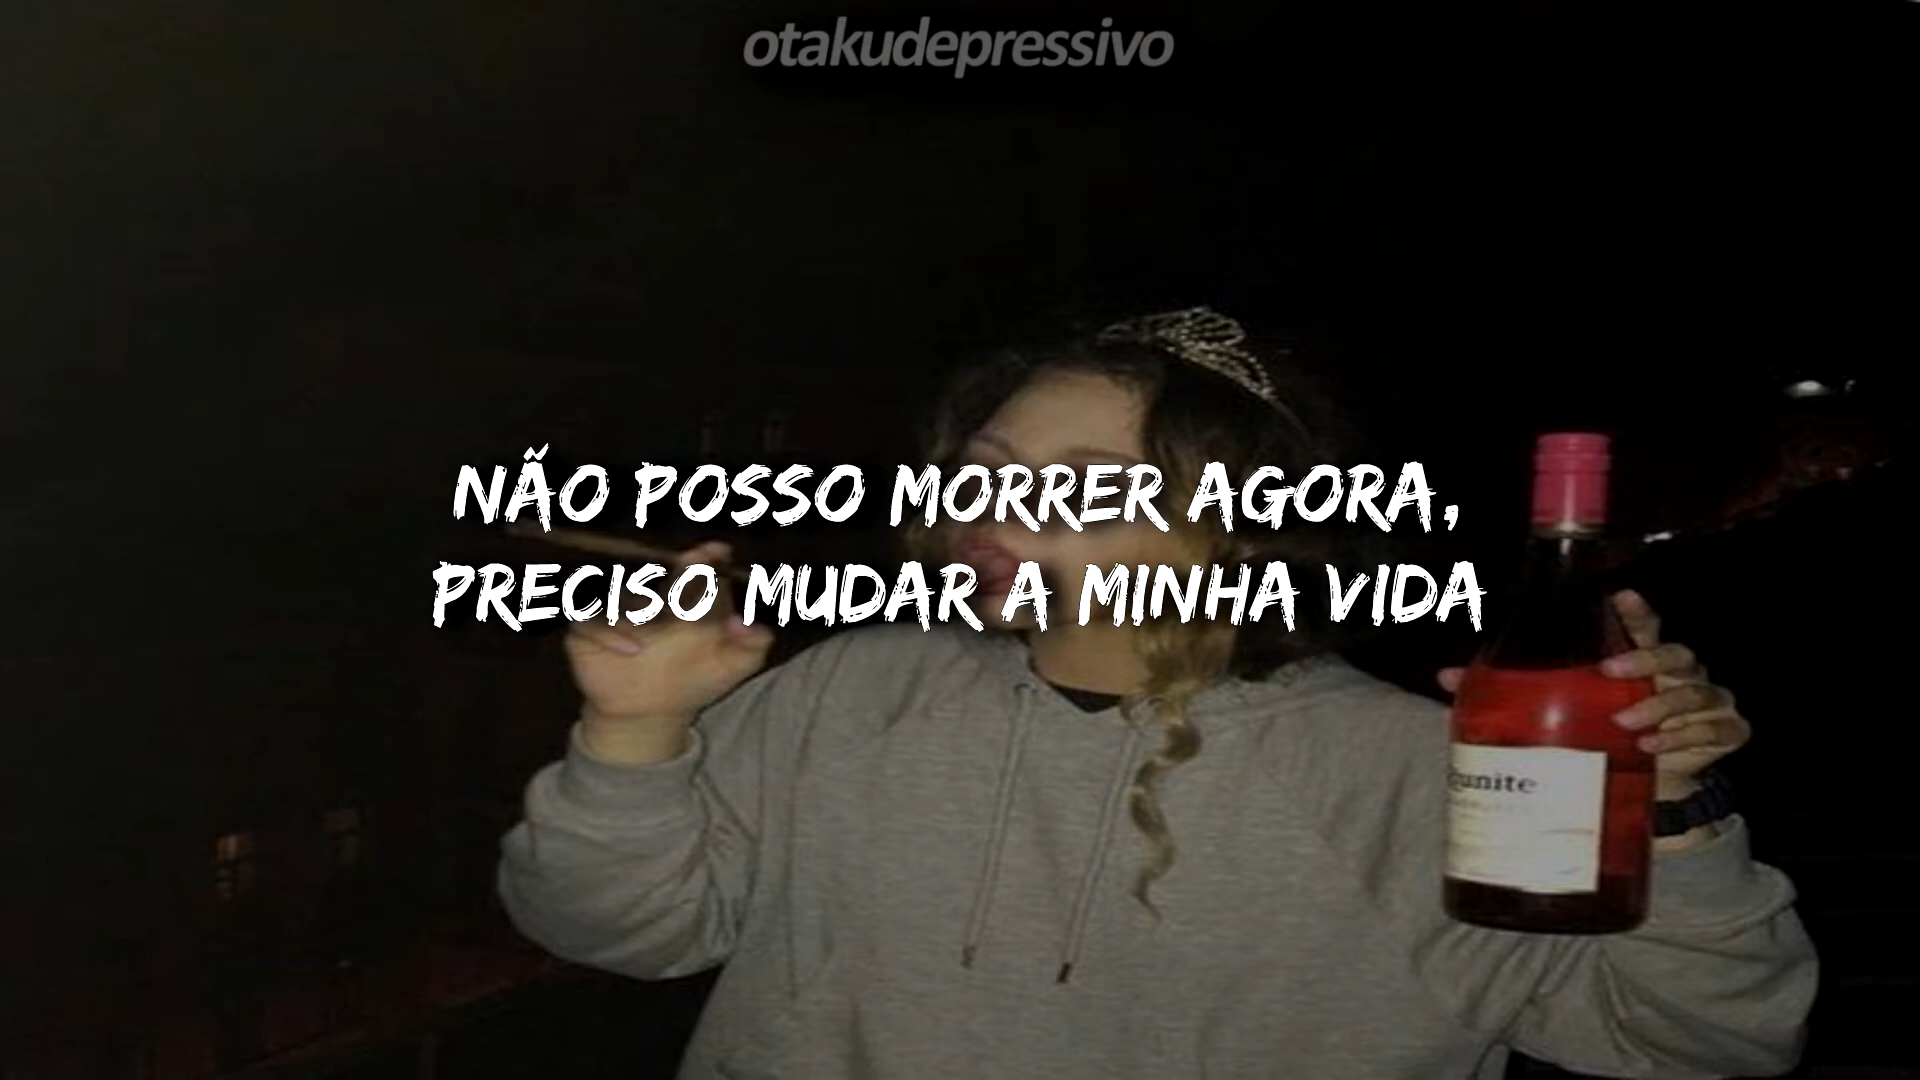 otakudepressivo
NÃO POSSO MORRER AGORA,
PRECISO MUDAR A MINHA VIDA